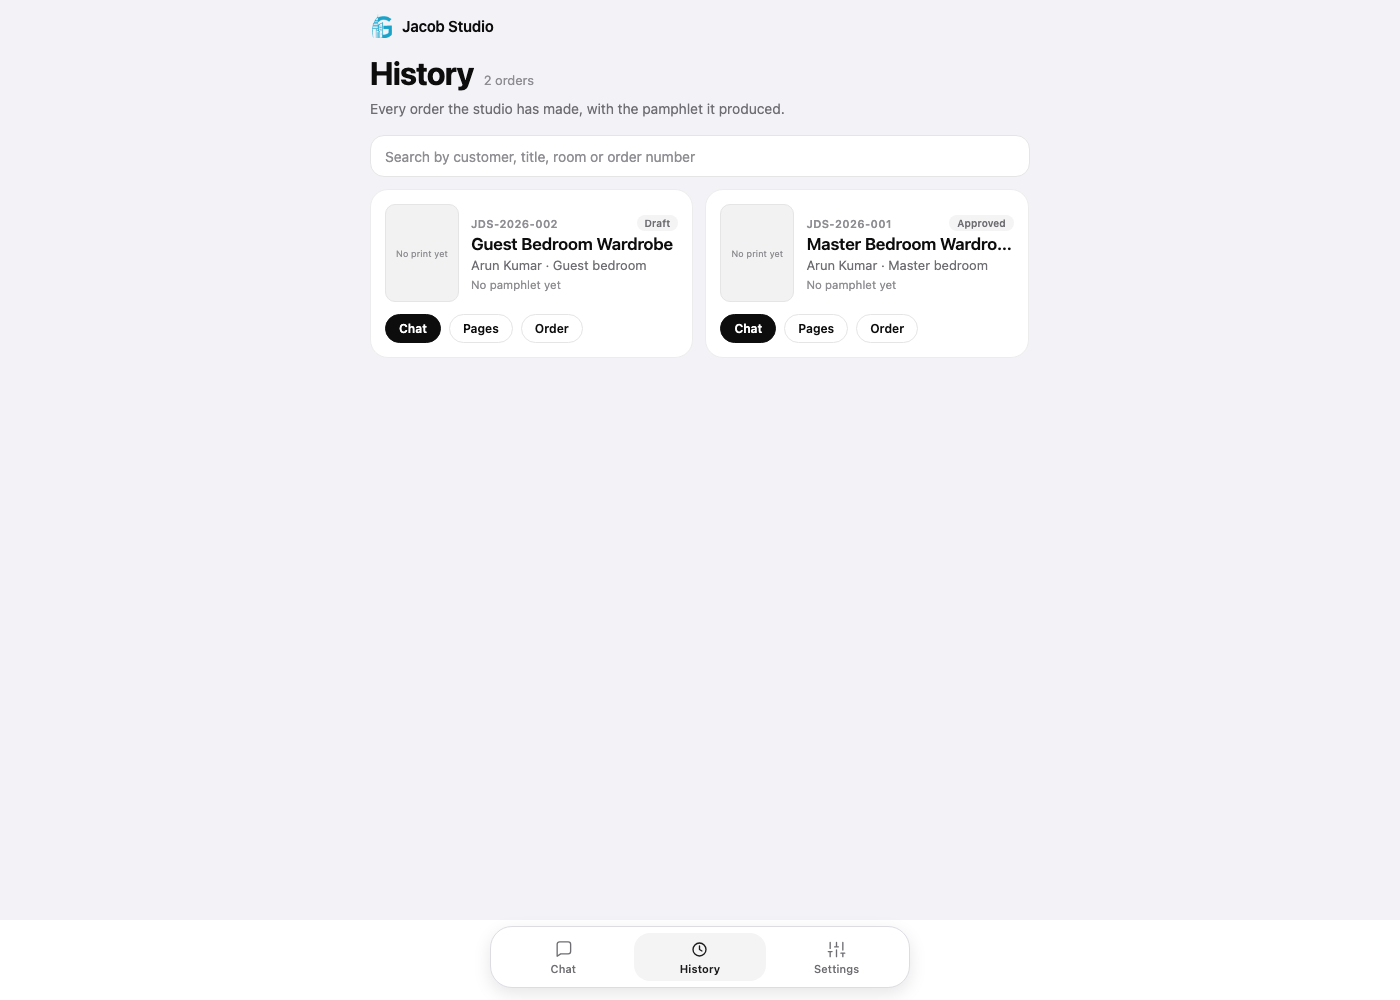 Jacob Studio
History 2 orders
Every order the studio has made, with the pamphlet it produced.
Search by customer, title, room or order number
No print yet
JDS-2026-002 Draft
Guest Bedroom Wardrobe
Arun Kumar · Guest bedroom
No pamphlet yet
Chat Pages Order
No print yet
JDS-2026-001 Approved
Master Bedroom Wardro...
Arun Kumar · Master bedroom
No pamphlet yet
Chat Pages Order
Chat History Settings